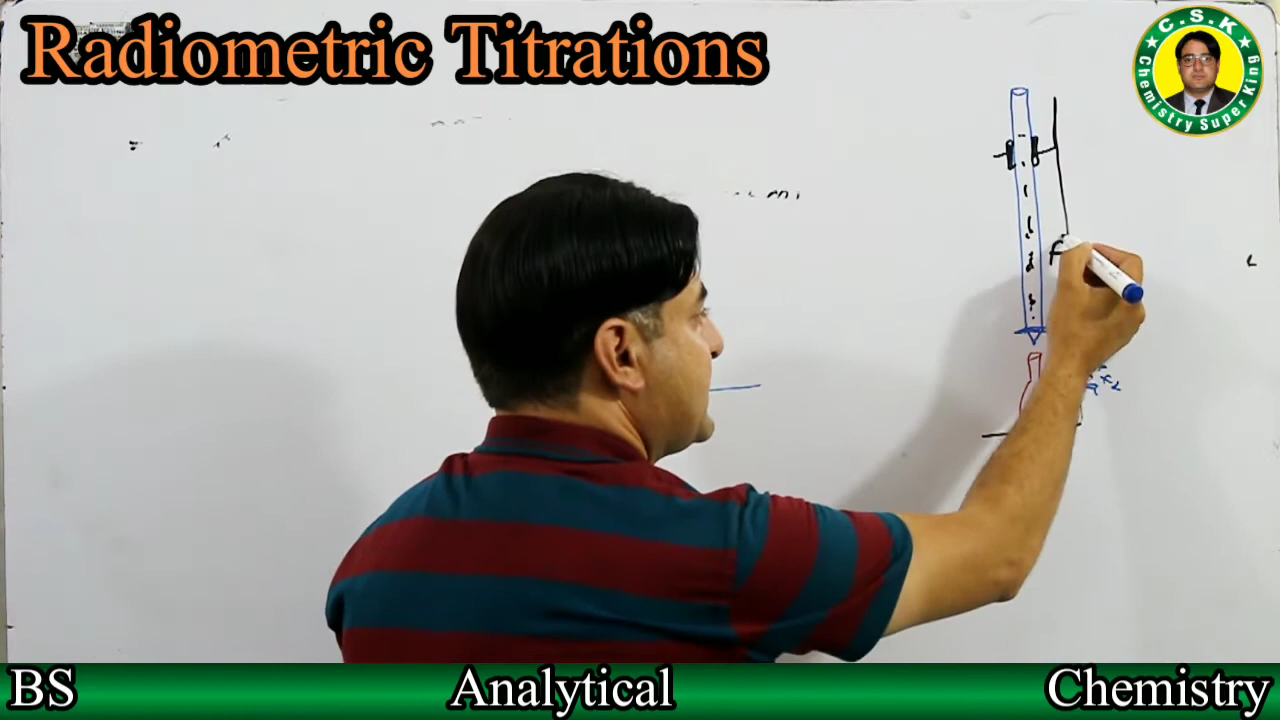 Radiometric Titrations
C.S.K
Chemistry Super King
BS Analytical Chemistry